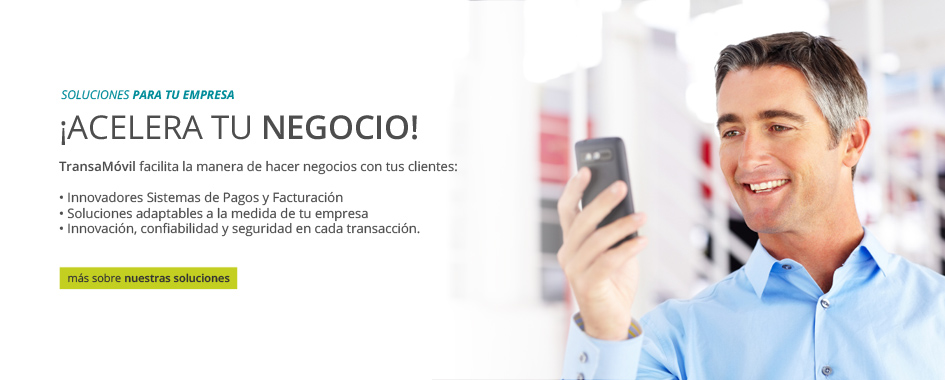 SOLUCIONES PARA TU EMPRESA
¡ACELERA TU NEGOCIO!
TransaMóvil facilita la manera de hacer negocios con tus clientes:
• Innovadores Sistemas de Pagos y Facturación
• Soluciones adaptables a la medida de tu empresa
• Innovación, confiabilidad y seguridad en cada transacción.
más sobre nuestras soluciones